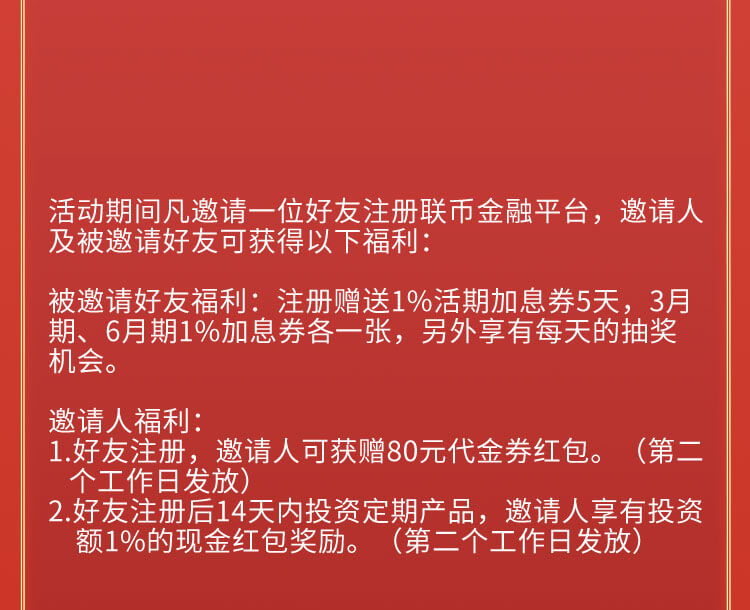 活动期间凡邀请一位好友注册联币金融平台，邀请人
及被邀请好友可获得以下福利：
被邀请好友福利：注册赠送1%活期加息券5天，3月
期、6月期1%加息券各一张，另外享有每天的抽奖
机会。
邀请人福利：
1.好友注册，邀请人可获赠80元代金券红包。（第二
个工作日发放）
2.好友注册后14天内投资定期产品，邀请人享有投资
额1%的现金红包奖励。（第二个工作日发放）